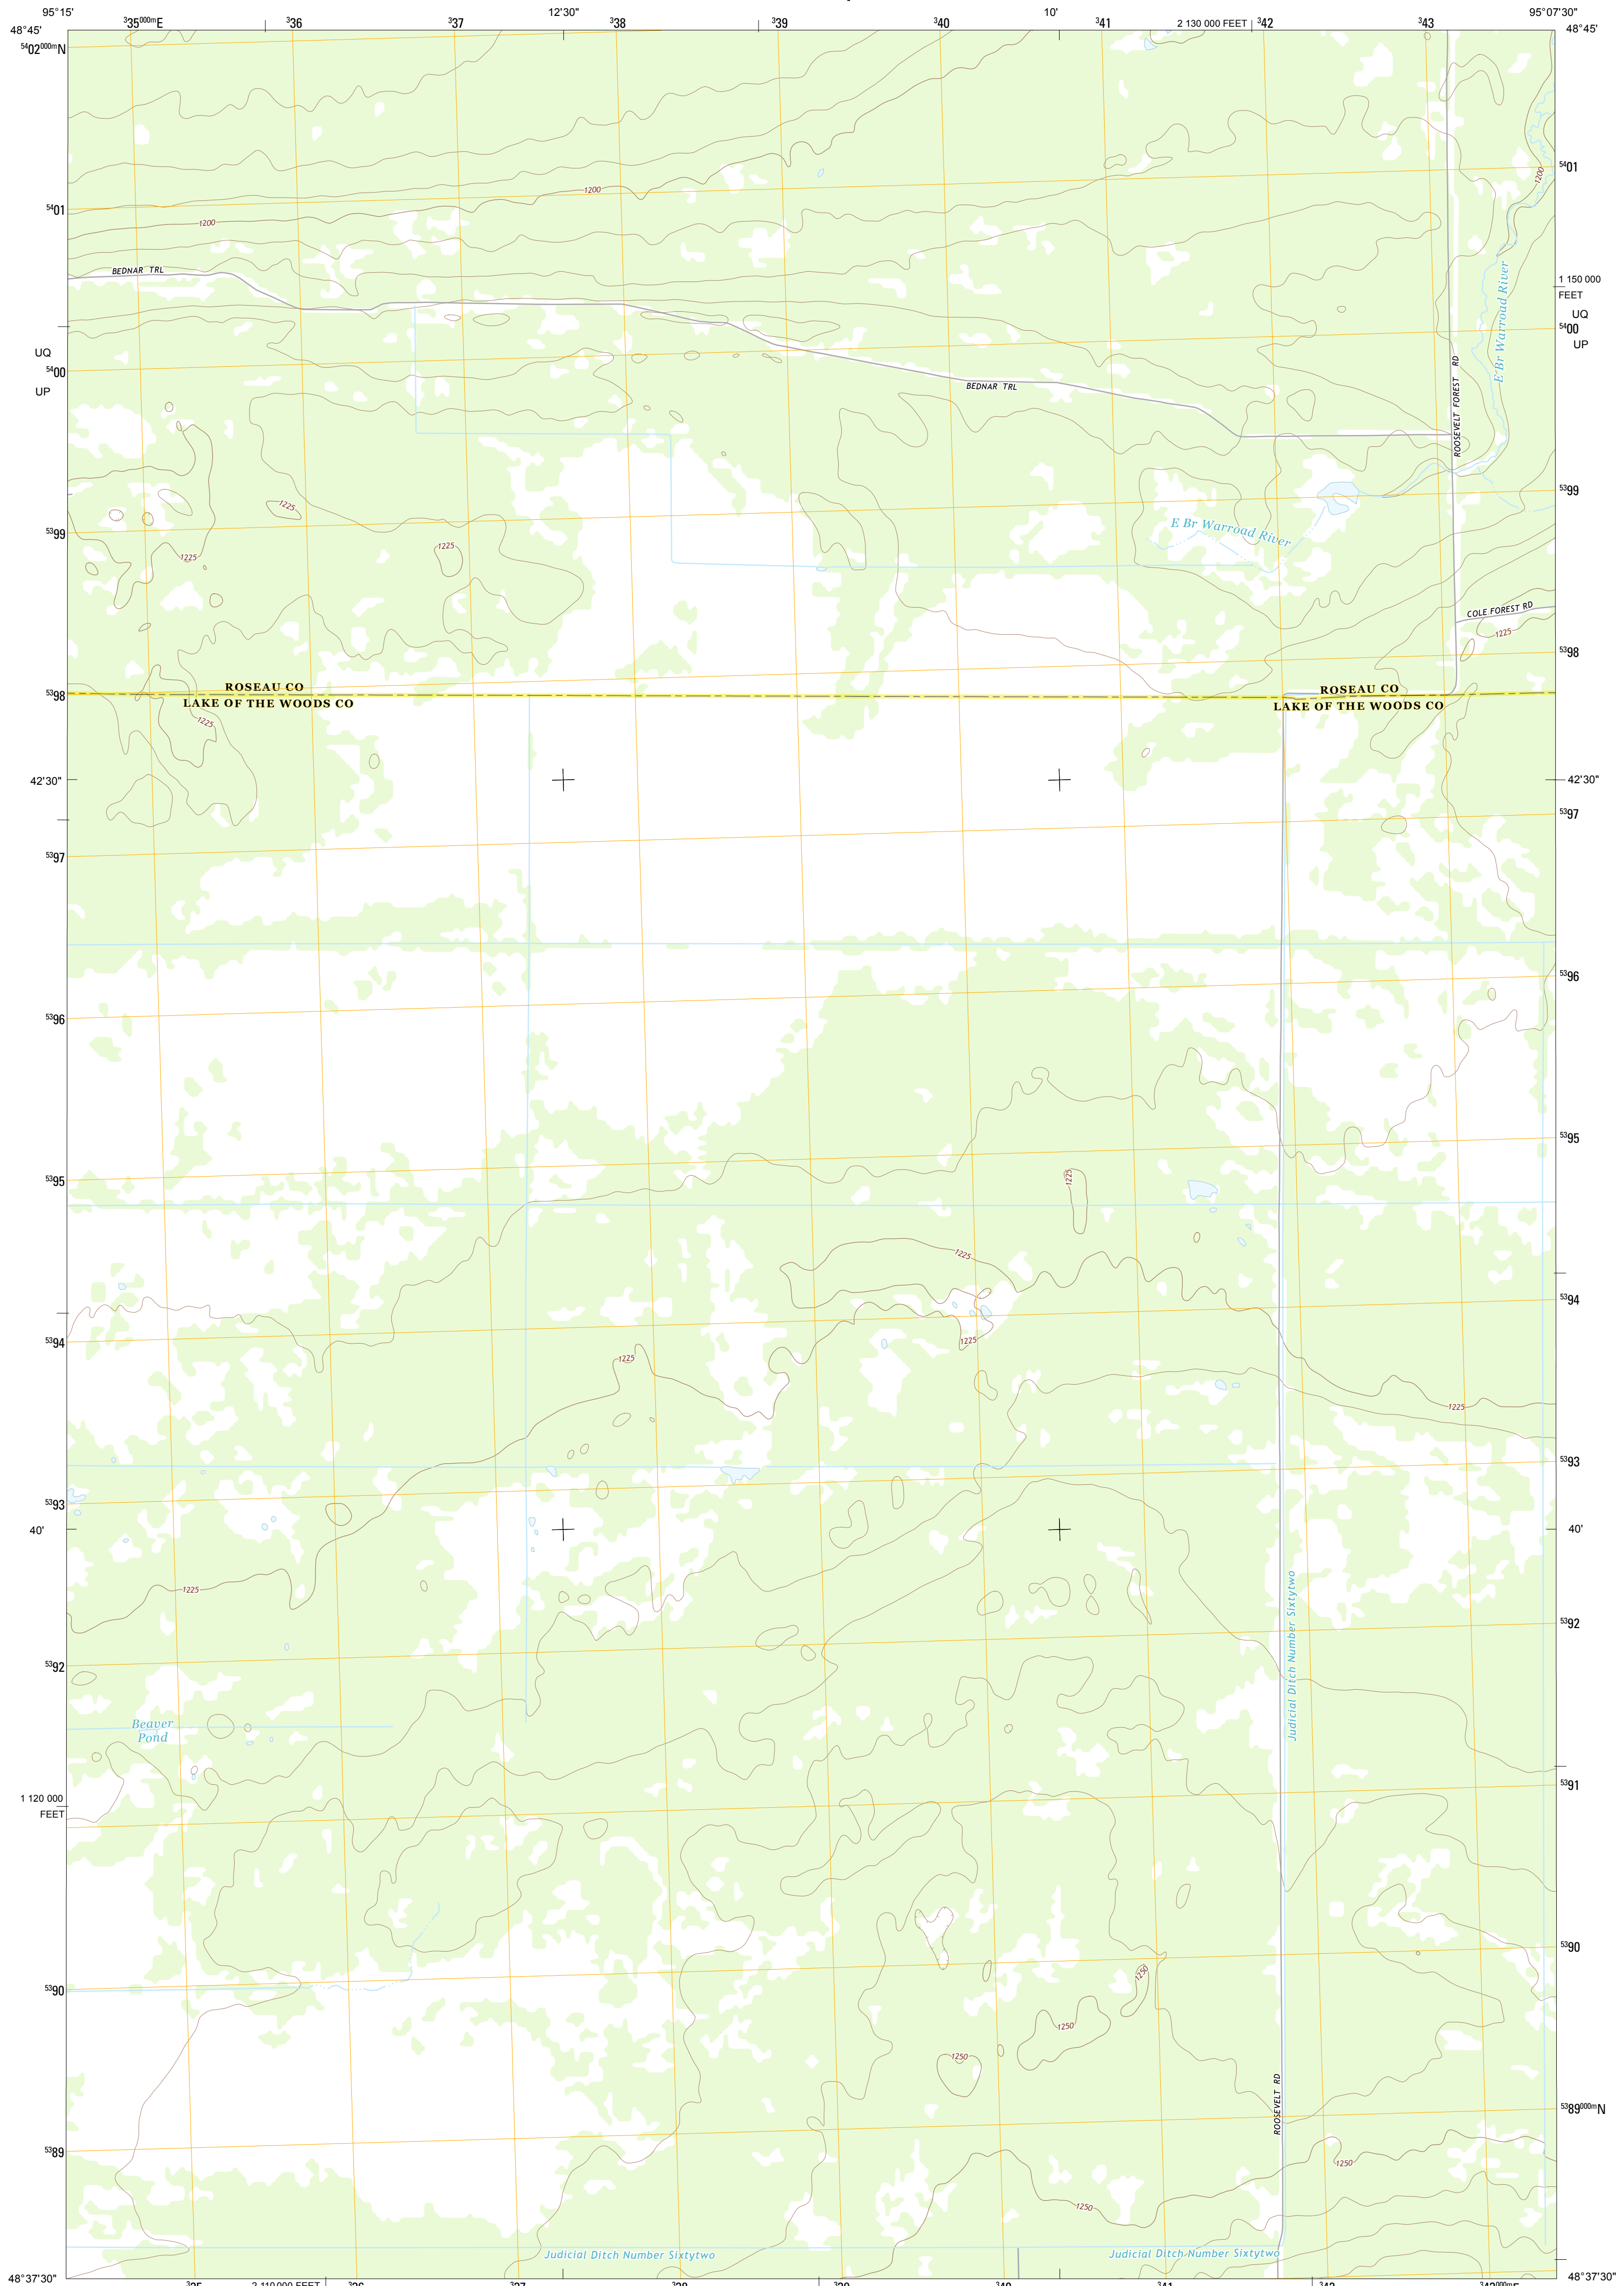 95°15'
³35⁰⁰⁰ᵐE
³36
³37
12'30"
³38
³39
³40
10'
³41
2 130 000 FEET
³42
³43
95°07'30"
48°45'
48°45'
⁵⁴02⁰⁰⁰ᵐN
⁵⁴01
1200
1200
1200
⁵⁴01
BEDNAR TRL
E Br Warroad River
1 150 000
FEET
UQ
⁵⁴00
UP
UQ
⁵⁴00
UP
BEDNAR TRL
ROOSEVELT FOREST RD
⁵³99
1225
E Br Warroad River
⁵³99
1225
1225
COLE FOREST RD
1225
⁵³98
ROSEAU CO
LAKE OF THE WOODS CO
ROSEAU CO
LAKE OF THE WOODS CO
⁵³98
1225
42'30"
42'30"
⁵³97
⁵³97
⁵³96
⁵³96
⁵³95
1225
⁵³95
1225
⁵³94
1225
⁵³94
1225
1225
⁵³93
⁵³93
40'
40'
1225
Judicial Ditch Number Sixtytwo
⁵³92
⁵³92
Beaver
Pond
⁵³91
1 120 000
FEET
⁵³90
1250
⁵³90
1250
1250
ROOSEVELT RD
⁵³89⁰⁰⁰ᵐN
⁵³89
1250
1250
Judicial Ditch Number Sixtytwo
Judicial Ditch Number Sixtytwo
48°37'30"
48°37'30"
2 110 000 FEET